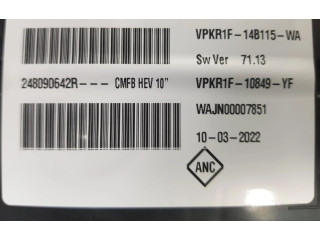 VPKR1F-14B115-WA
Sw Ver 71.13
248090642R--- CMFB HEV 10"
VPKR1F-10849-YF
WAJN00007851
10-03-2022
ANC